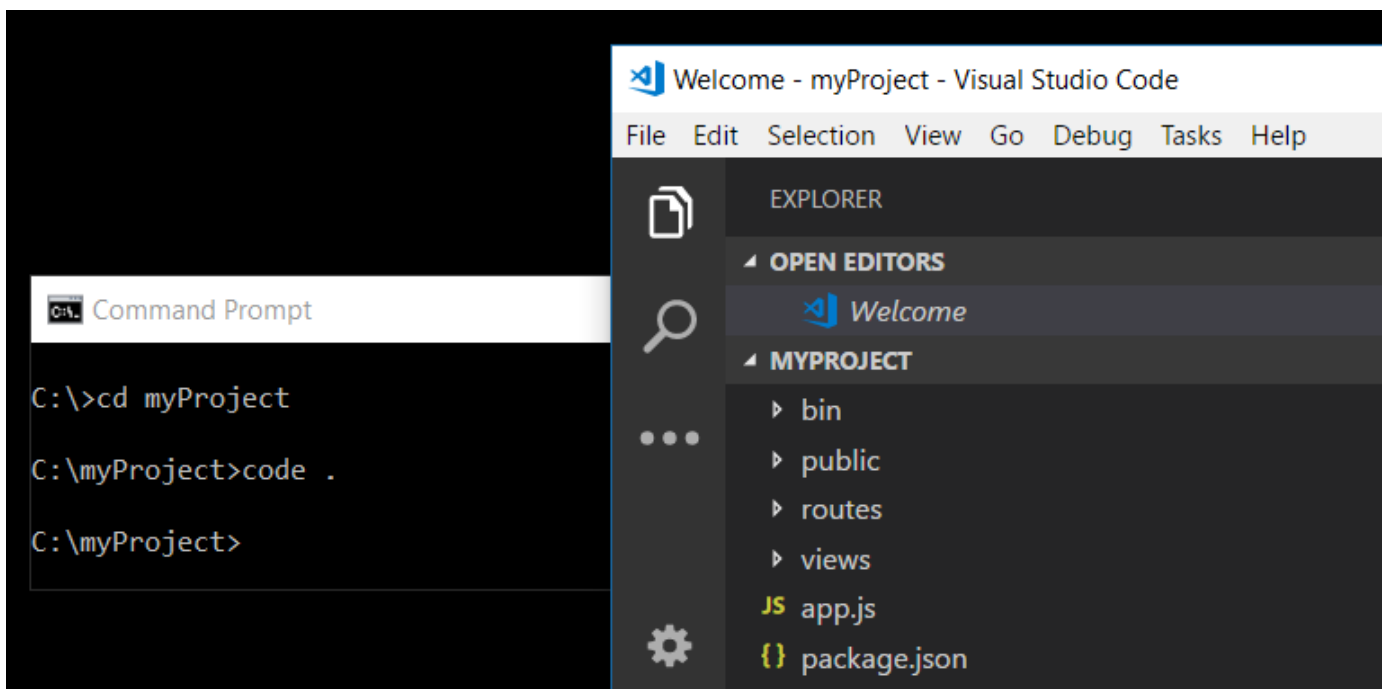 Welcome - myProject - Visual Studio Code
File Edit Selection View Go Debug Tasks Help
EXPLORER
OPEN EDITORS
Welcome
MYPROJECT
bin
public
routes
views
JS app.js
{} package.json
C:\. Command Prompt
C:\>cd myProject
C:\myProject>code .
C:\myProject>